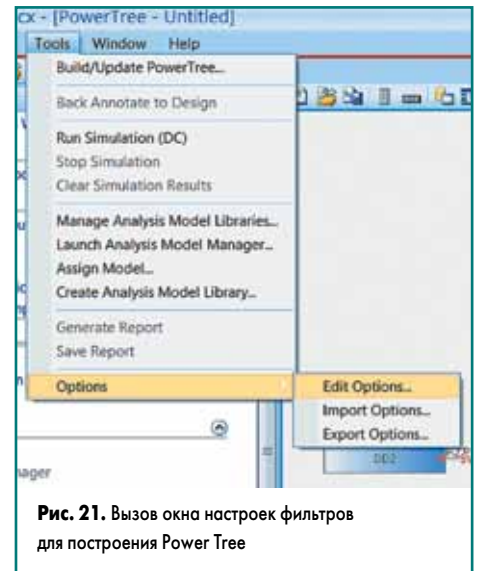 cx - [PowerTree - Untitled]
Tools Window Help
Build/Update PowerTree...
Back Annotate to Design
Run Simulation (DC)
Stop Simulation
Clear Simulation Results
Manage Analysis Model Libraries...
Launch Analysis Model Manager...
Assign Model...
Create Analysis Model Library...
Generate Report
Save Report
Options
Edit Options...
Import Options...
Export Options...
DD2
nager
Рис. 21. Вызов окна настроек фильтров
для построения Power Tree